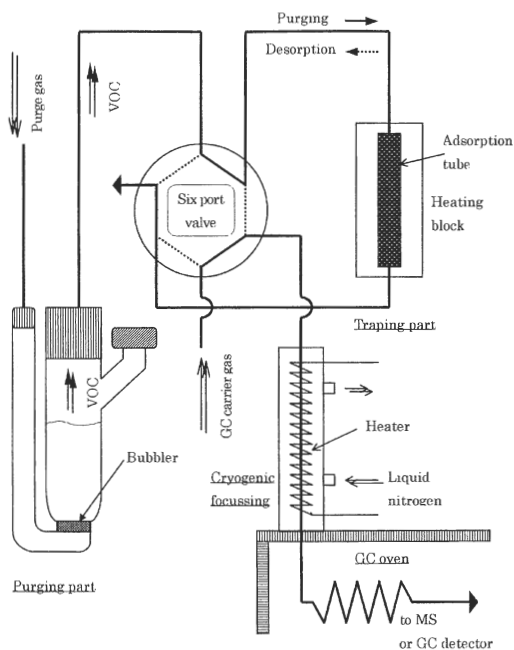 Purging
Desorption
Purge gas
VOC
Adsorption
tube
Six port
valve
Heating
block
Traping part
GC carrier gas
VOC
Heater
Bubbler
Cryogenic
focussing
Liquid
nitrogen
GC oven
Purging part
to MS
or GC detector